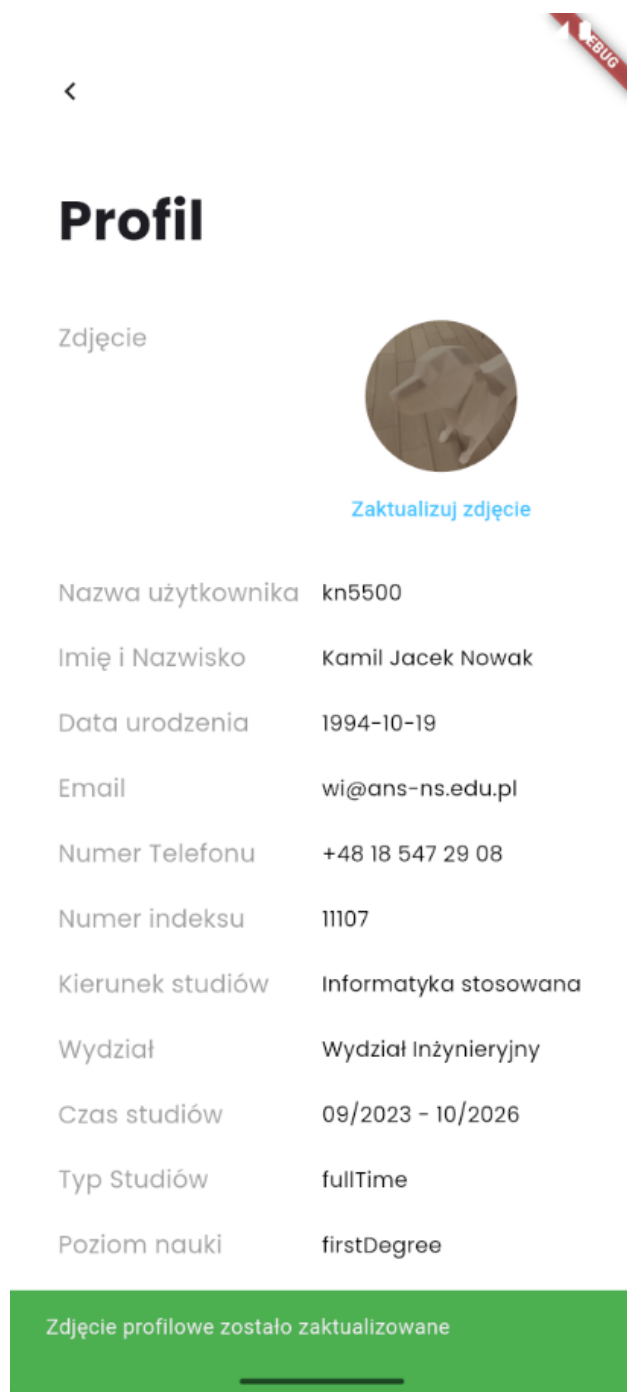 DEBUG
Profil
Zdjęcie
Zaktualizuj zdjęcie
Nazwa użytkownika kn5500
Imię i Nazwisko Kamil Jacek Nowak
Data urodzenia 1994-10-19
Email wi@ans-ns.edu.pl
Numer Telefonu +48 18 547 29 08
Numer indeksu 11107
Kierunek studiów Informatyka stosowana
Wydział Wydział Inżynieryjny
Czas studiów 09/2023 - 10/2026
Typ Studiów fullTime
Poziom nauki firstDegree
Zdjęcie profilowe zostało zaktualizowane